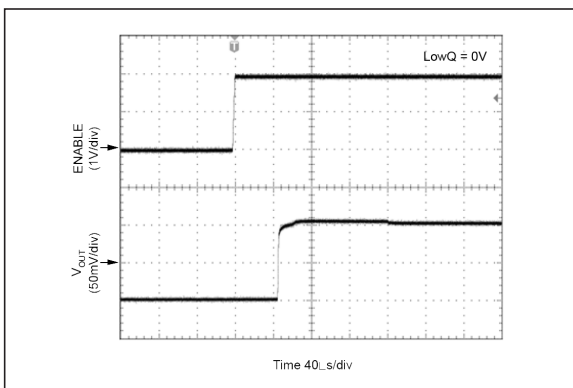 T
LowQ = 0V
ENABLE
(1V/div)
VOUT
(50mV/div)
Time 40∟s/div